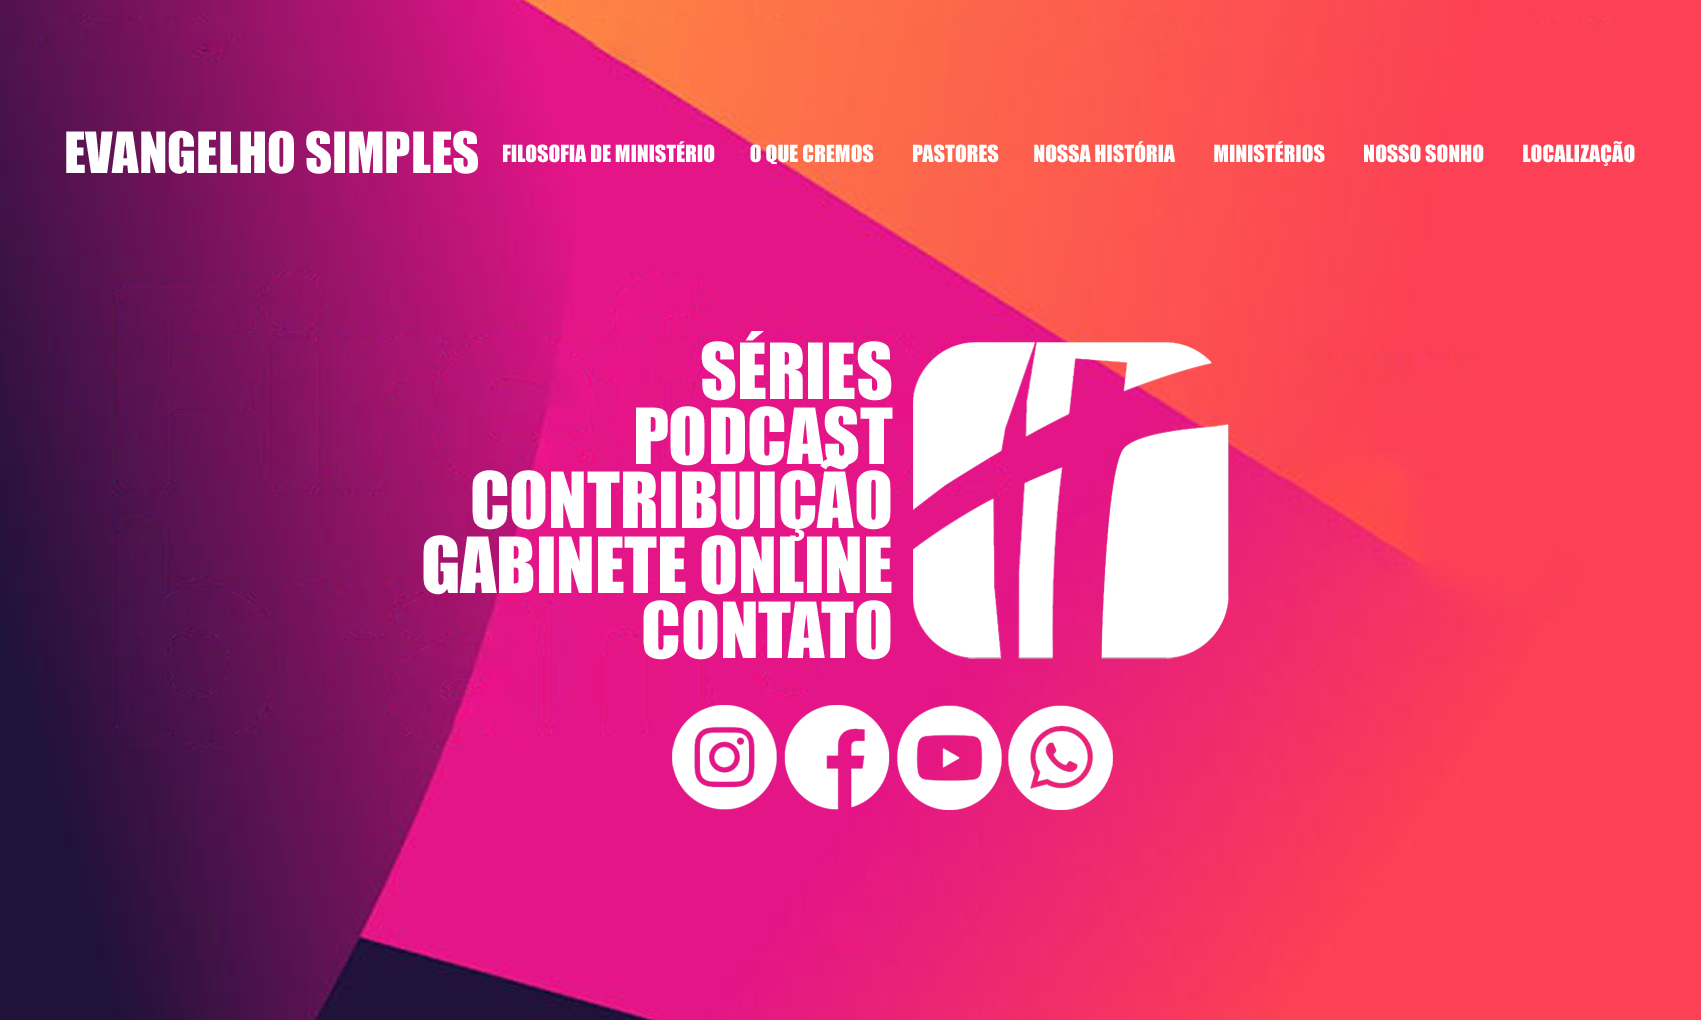 EVANGELHO SIMPLES FILOSOFIA DE MINISTÉRIO O QUE CREMOS PASTORES NOSSA HISTÓRIA MINISTÉRIOS NOSSO SONHO LOCALIZAÇÃO
SÉRIES
PODCAST
CONTRIBUIÇÃO
GABINETE ONLINE
CONTATO